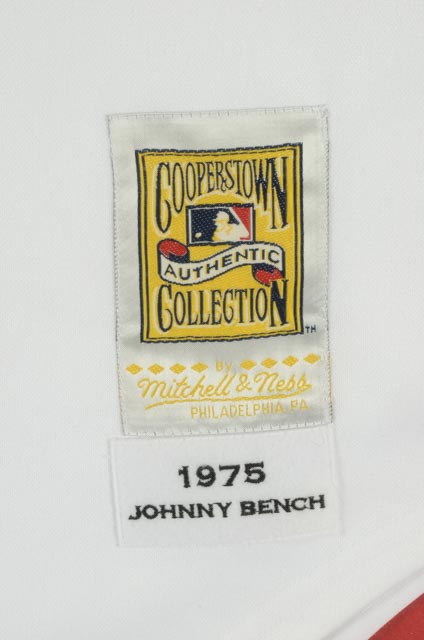 COOPERSTOWN
AUTHENTIC
COLLECTION
TM
BY
Mitchell & Ness
PHILADELPHIA PA
1975
JOHNNY BENCH